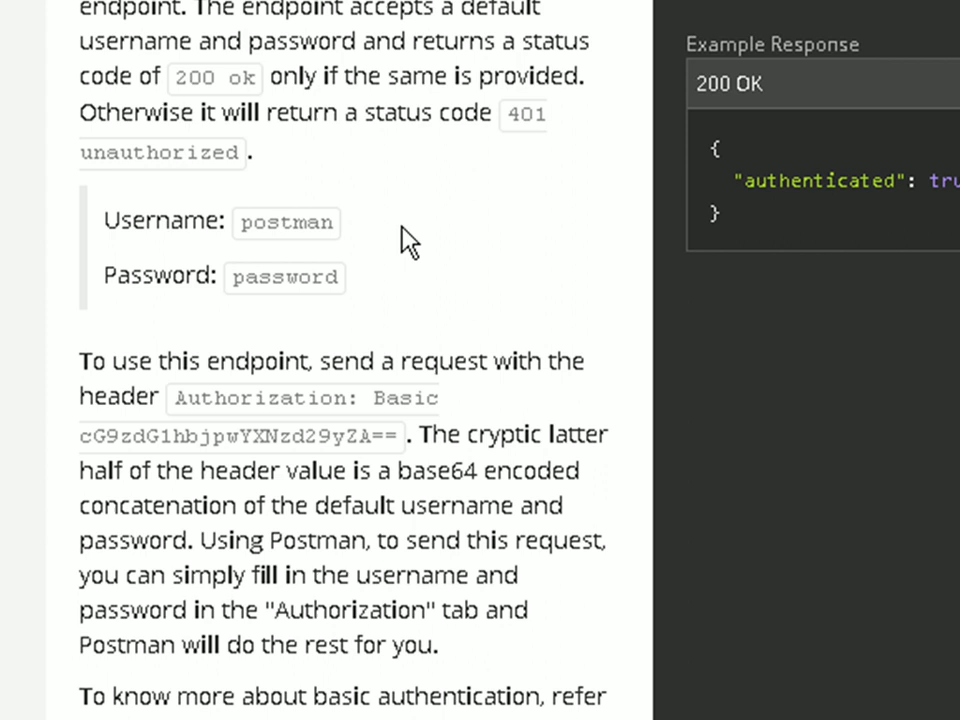 endpoint. The endpoint accepts a default
username and password and returns a status
code of 200 ok only if the same is provided.
Otherwise it will return a status code 401
unauthorized.
Username: postman
Password: password
To use this endpoint, send a request with the
header Authorization: Basic
cG9zdG1hbjpwYXNzd29yZA==. The cryptic latter
half of the header value is a base64 encoded
concatenation of the default username and
password. Using Postman, to send this request,
you can simply fill in the username and
password in the "Authorization" tab and
Postman will do the rest for you.
To know more about basic authentication, refer
Example Response
200 OK
{
"authenticated": tru
}